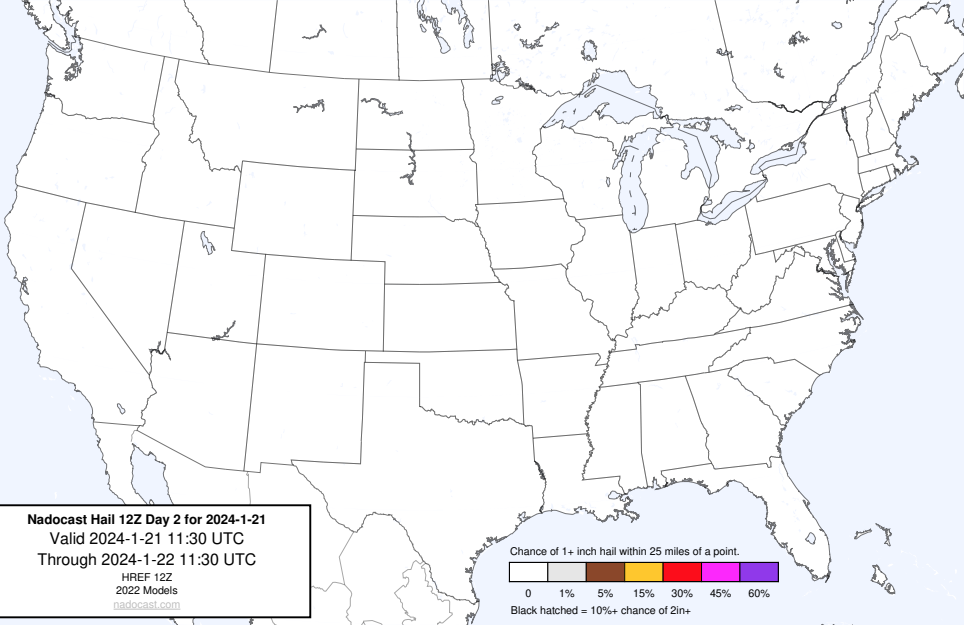 Nadocast Hail 12Z Day 2 for 2024-1-21
Valid 2024-1-21 11:30 UTC
Through 2024-1-22 11:30 UTC
HREF 12Z
2022 Models
nadocast.com
Chance of 1+ inch hail within 25 miles of a point.
0 1% 5% 15% 30% 45% 60%
Black hatched = 10%+ chance of 2in+